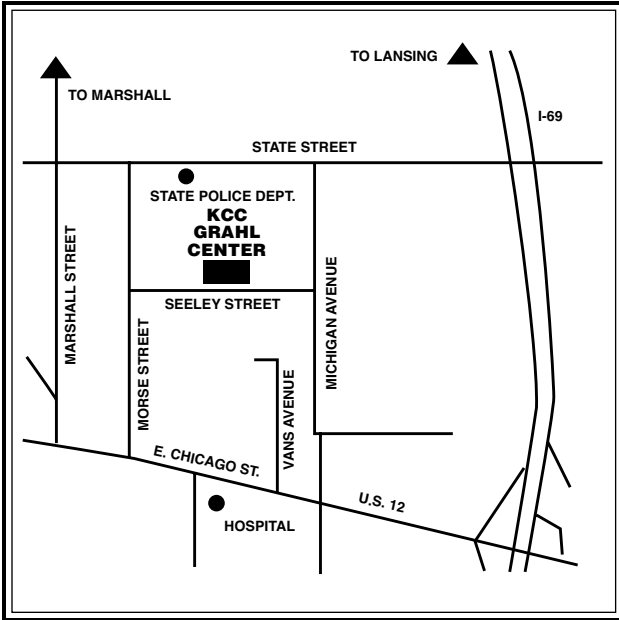 TO LANSING
TO MARSHALL
I-69
STATE STREET
STATE POLICE DEPT.
KCC
GRAHL
CENTER
MARSHALL STREET
SEELEY STREET
MICHIGAN AVENUE
MORSE STREET
VANS AVENUE
E. CHICAGO ST.
U.S. 12
HOSPITAL